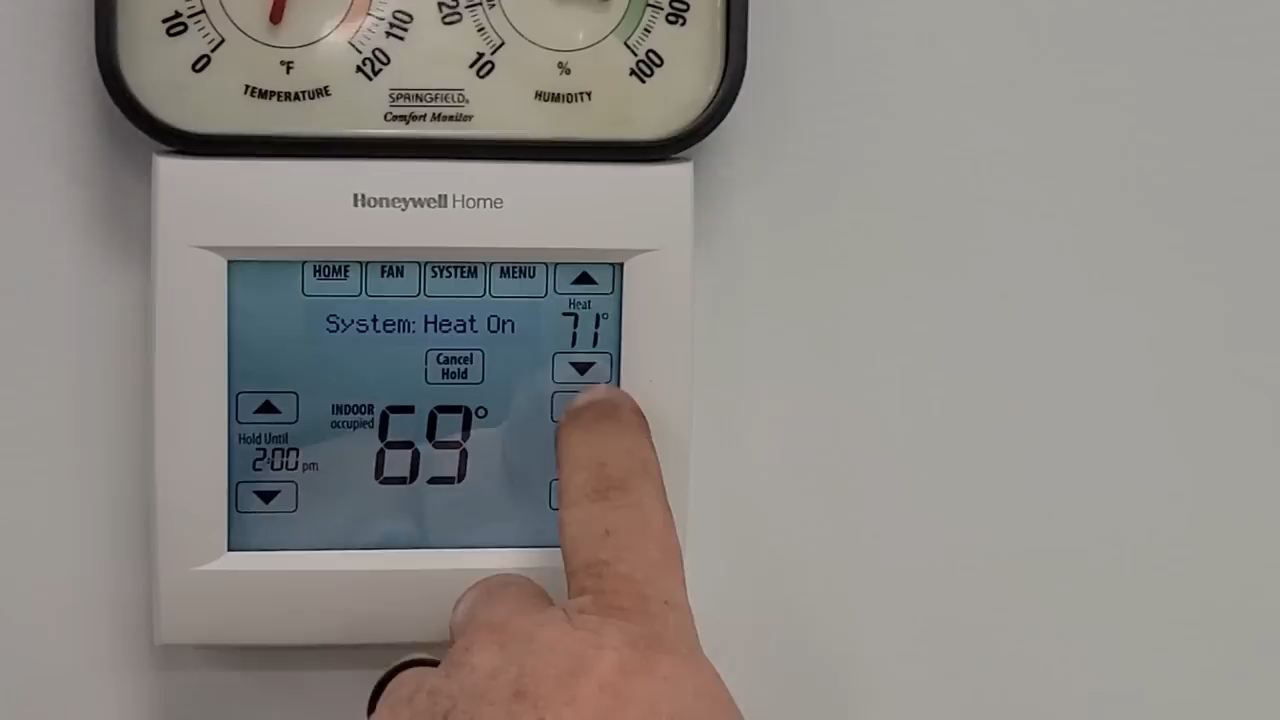 10
0
°F
120
110
TEMPERATURE
SPRINGFIELD®
Comfort Monitor
20
10
%
100
90
HUMIDITY
Honeywell Home
HOME FAN SYSTEM MENU
Heat
71°
System: Heat On
Cancel
Hold
INDOOR
occupied
69°
Hold Until
2:00 pm